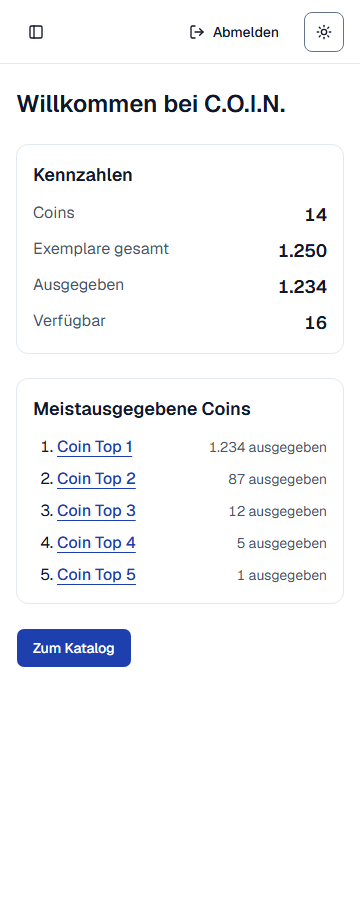 Abmelden
Willkommen bei C.O.I.N.
Kennzahlen
Coins 14
Exemplare gesamt 1.250
Ausgegeben 1.234
Verfügbar 16
Meistausgegebene Coins
1. Coin Top 1 1.234 ausgegeben
2. Coin Top 2 87 ausgegeben
3. Coin Top 3 12 ausgegeben
4. Coin Top 4 5 ausgegeben
5. Coin Top 5 1 ausgegeben
Zum Katalog